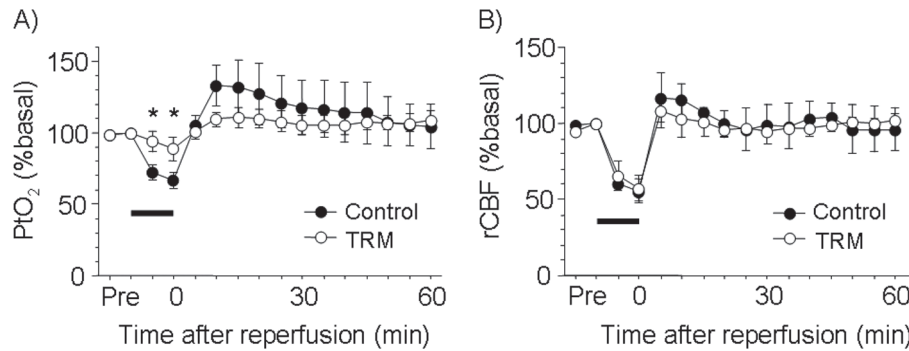 A)
150
100
50
0
PtO₂ (%basal)
* *
Control
TRM
Pre 0 30 60
Time after reperfusion (min)
B)
150
100
50
0
rCBF (%basal)
Control
TRM
Pre 0 30 60
Time after reperfusion (min)